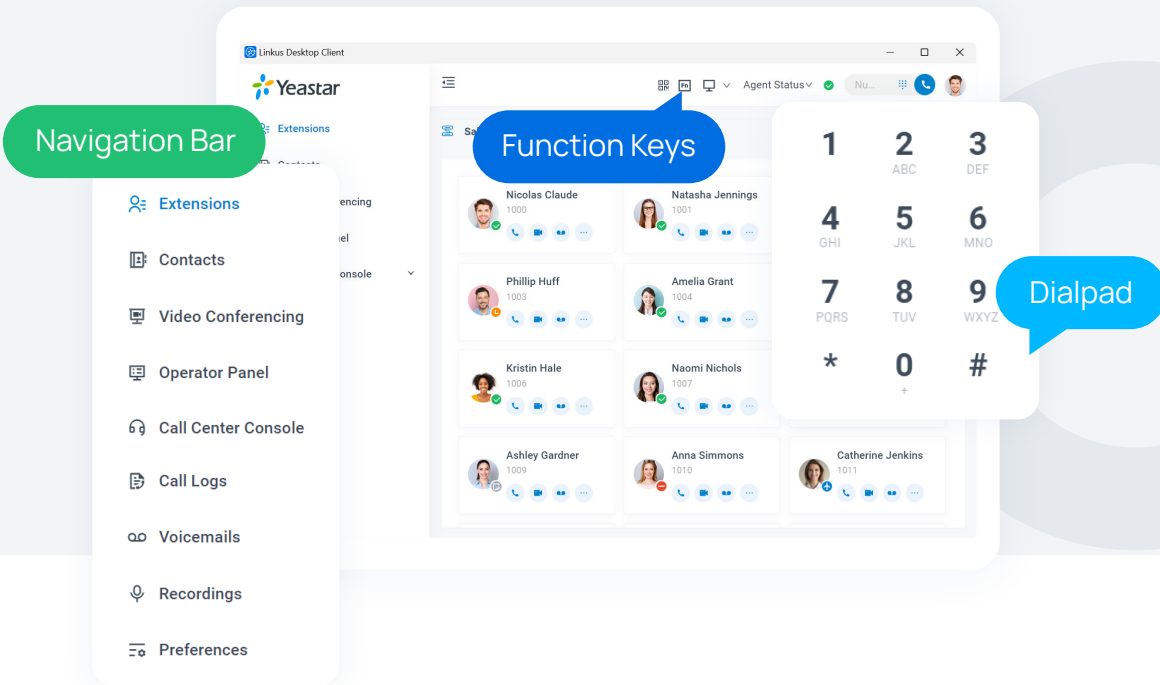 Linkus Desktop Client
Yeastar
Fn
Agent Status
Nu...
Navigation Bar
Extensions
Function Keys
Extensions
Contacts
Video Conferencing
Operator Panel
Call Center Console
Call Logs
Voicemails
Recordings
Preferences
Nicolas Claude
1000
Natasha Jennings
1001
Phillip Huff
1003
Amelia Grant
1004
Kristin Hale
1006
Naomi Nichols
1007
Ashley Gardner
1009
Anna Simmons
1010
Catherine Jenkins
1011
1 2 3
ABC DEF
4 5 6
GHI JKL MNO
7 8 9
PQRS TUV WXYZ
* 0 #
+
Dialpad